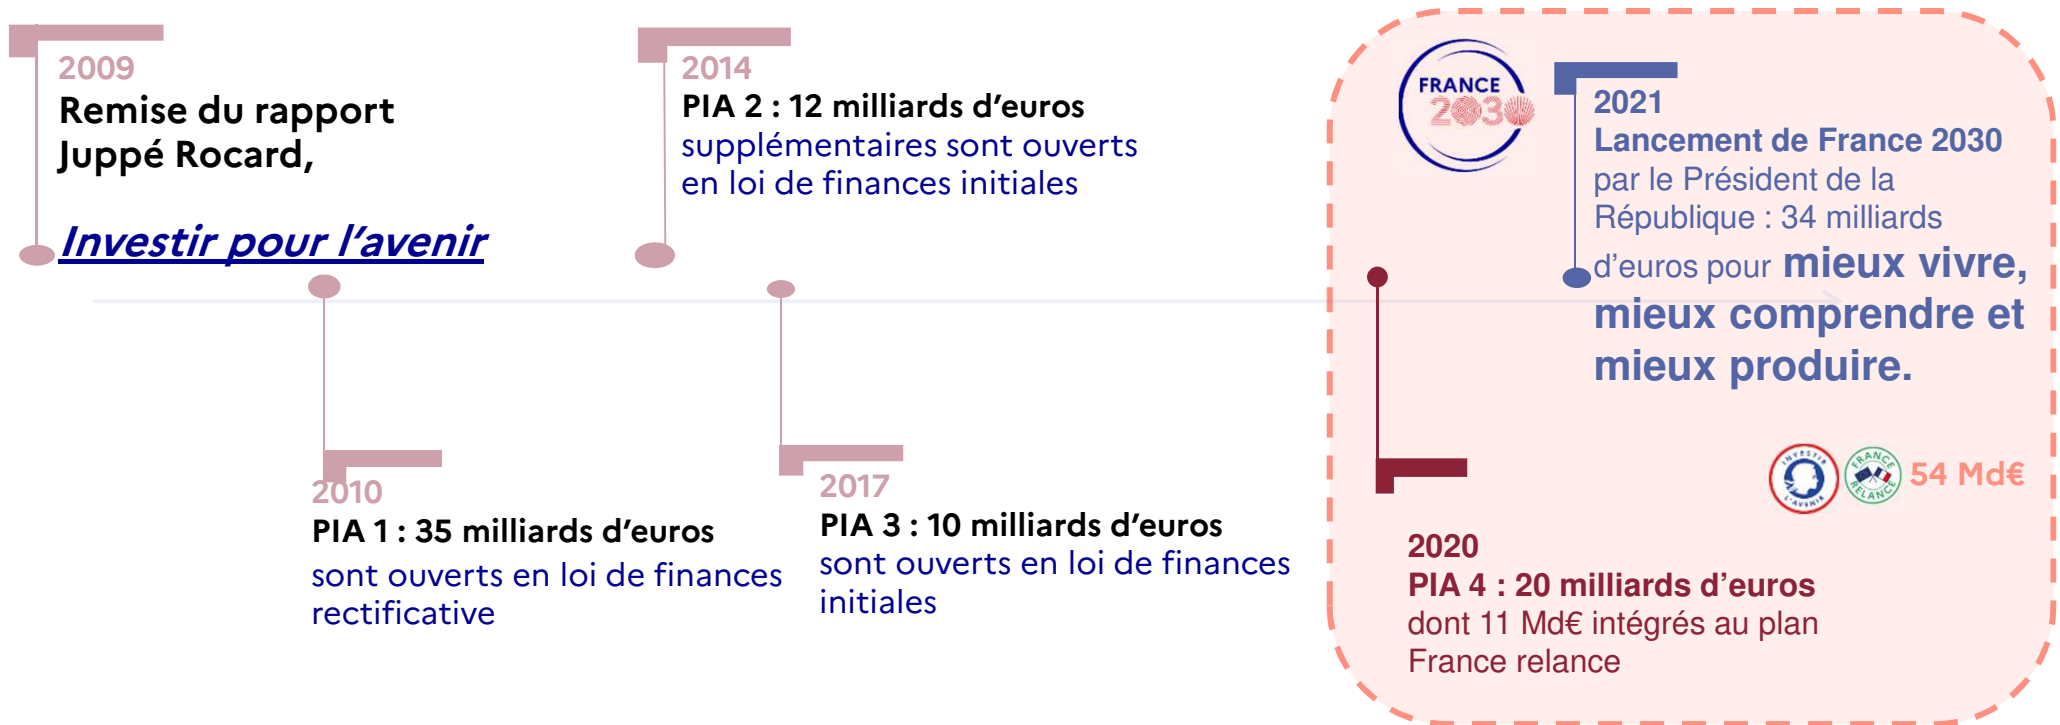 2009
Remise du rapport
Juppé Rocard,
Investir pour l’avenir
2010
PIA 1 : 35 milliards d’euros
sont ouverts en loi de finances
rectificative
2014
PIA 2 : 12 milliards d’euros
supplémentaires sont ouverts
en loi de finances initiales
2017
PIA 3 : 10 milliards d’euros
sont ouverts en loi de finances
initiales
2020
PIA 4 : 20 milliards d’euros
dont 11 Md€ intégrés au plan
France relance
FRANCE
2030
2021
Lancement de France 2030
par le Président de la
République : 34 milliards
d’euros pour mieux vivre,
mieux comprendre et
mieux produire.
INVESTIR
L'AVENIR
FRANCE
RELANCE
54 Md€